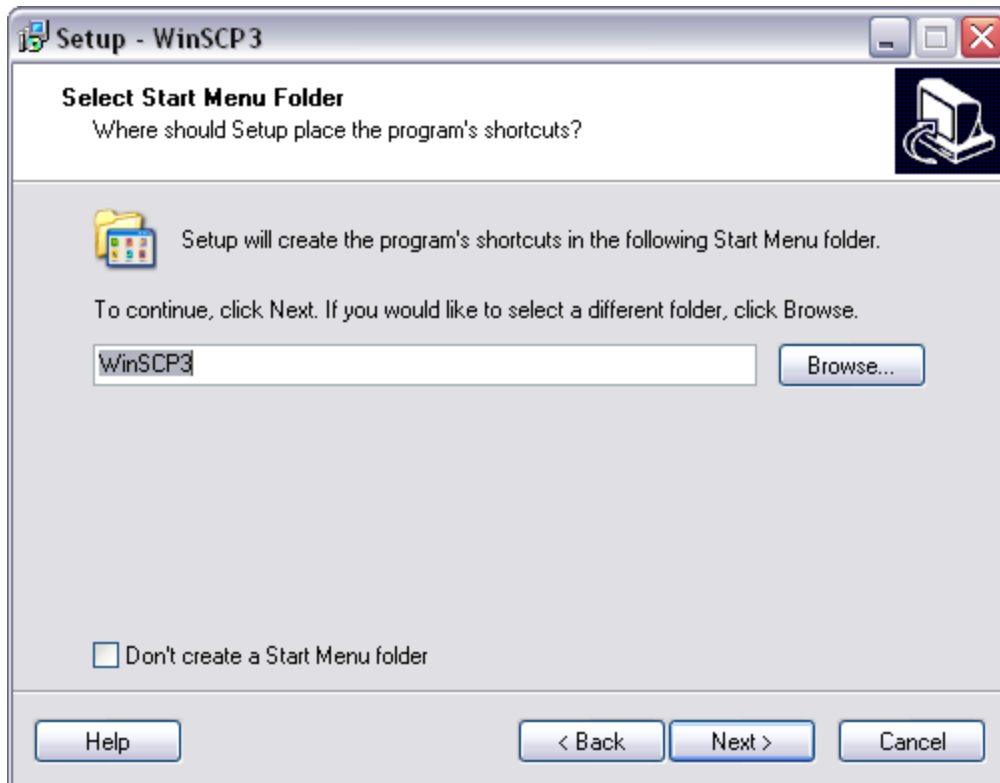 Setup - WinSCP3
Select Start Menu Folder
Where should Setup place the program's shortcuts?
Setup will create the program's shortcuts in the following Start Menu folder.
To continue, click Next. If you would like to select a different folder, click Browse.
WinSCP3 Browse...
Don't create a Start Menu folder
Help < Back Next > Cancel